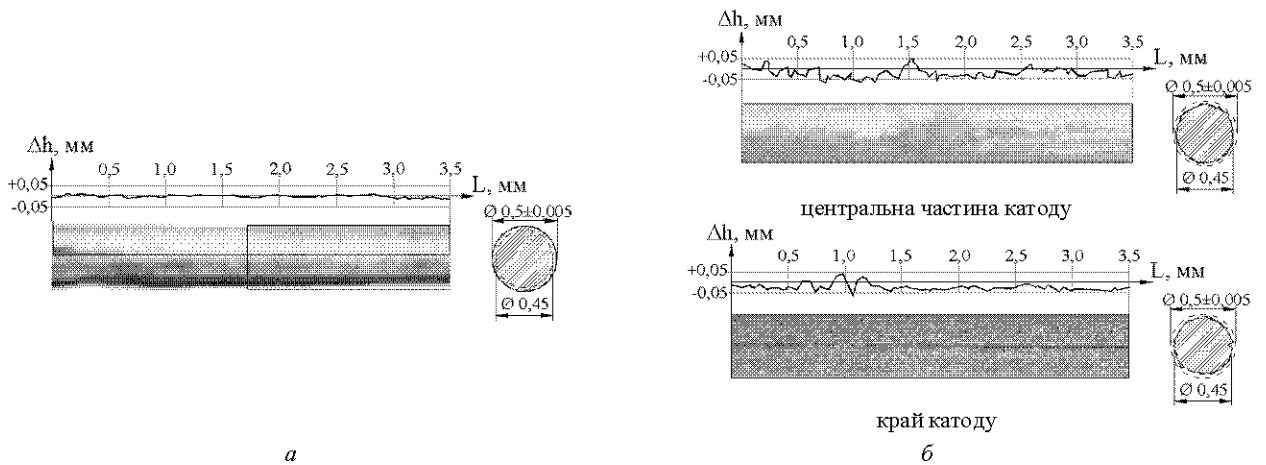 Δh, мм
0,5 1,0 1,5 2,0 2,5 3,0 3,5
+0,05
-0,05
L, мм
Ø 0,5±0,005
Ø 0,45
а
Δh, мм
0,5 1,0 1,5 2,0 2,5 3,0 3,5
+0,05
-0,05
L, мм
Ø 0,5±0,005
Ø 0,45
центральна частина катоду
Δh, мм
0,5 1,0 1,5 2,0 2,5 3,0 3,5
+0,05
-0,05
L, мм
Ø 0,5±0,005
Ø 0,45
край катоду
б